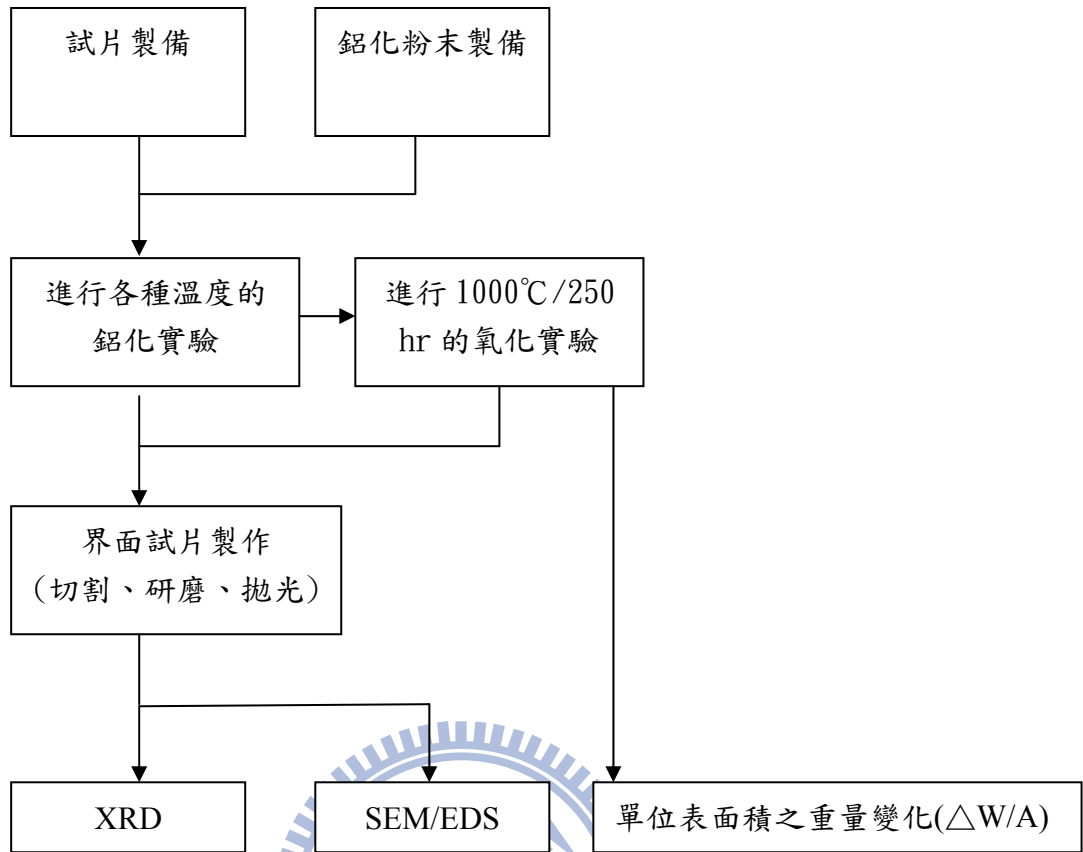 試片製備
鋁化粉末製備
進行各種溫度的
鋁化實驗
進行 1000℃/250
hr 的氧化實驗
界面試片製作
(切割、研磨、拋光)
XRD
SEM/EDS
單位表面積之重量變化(△W/A)